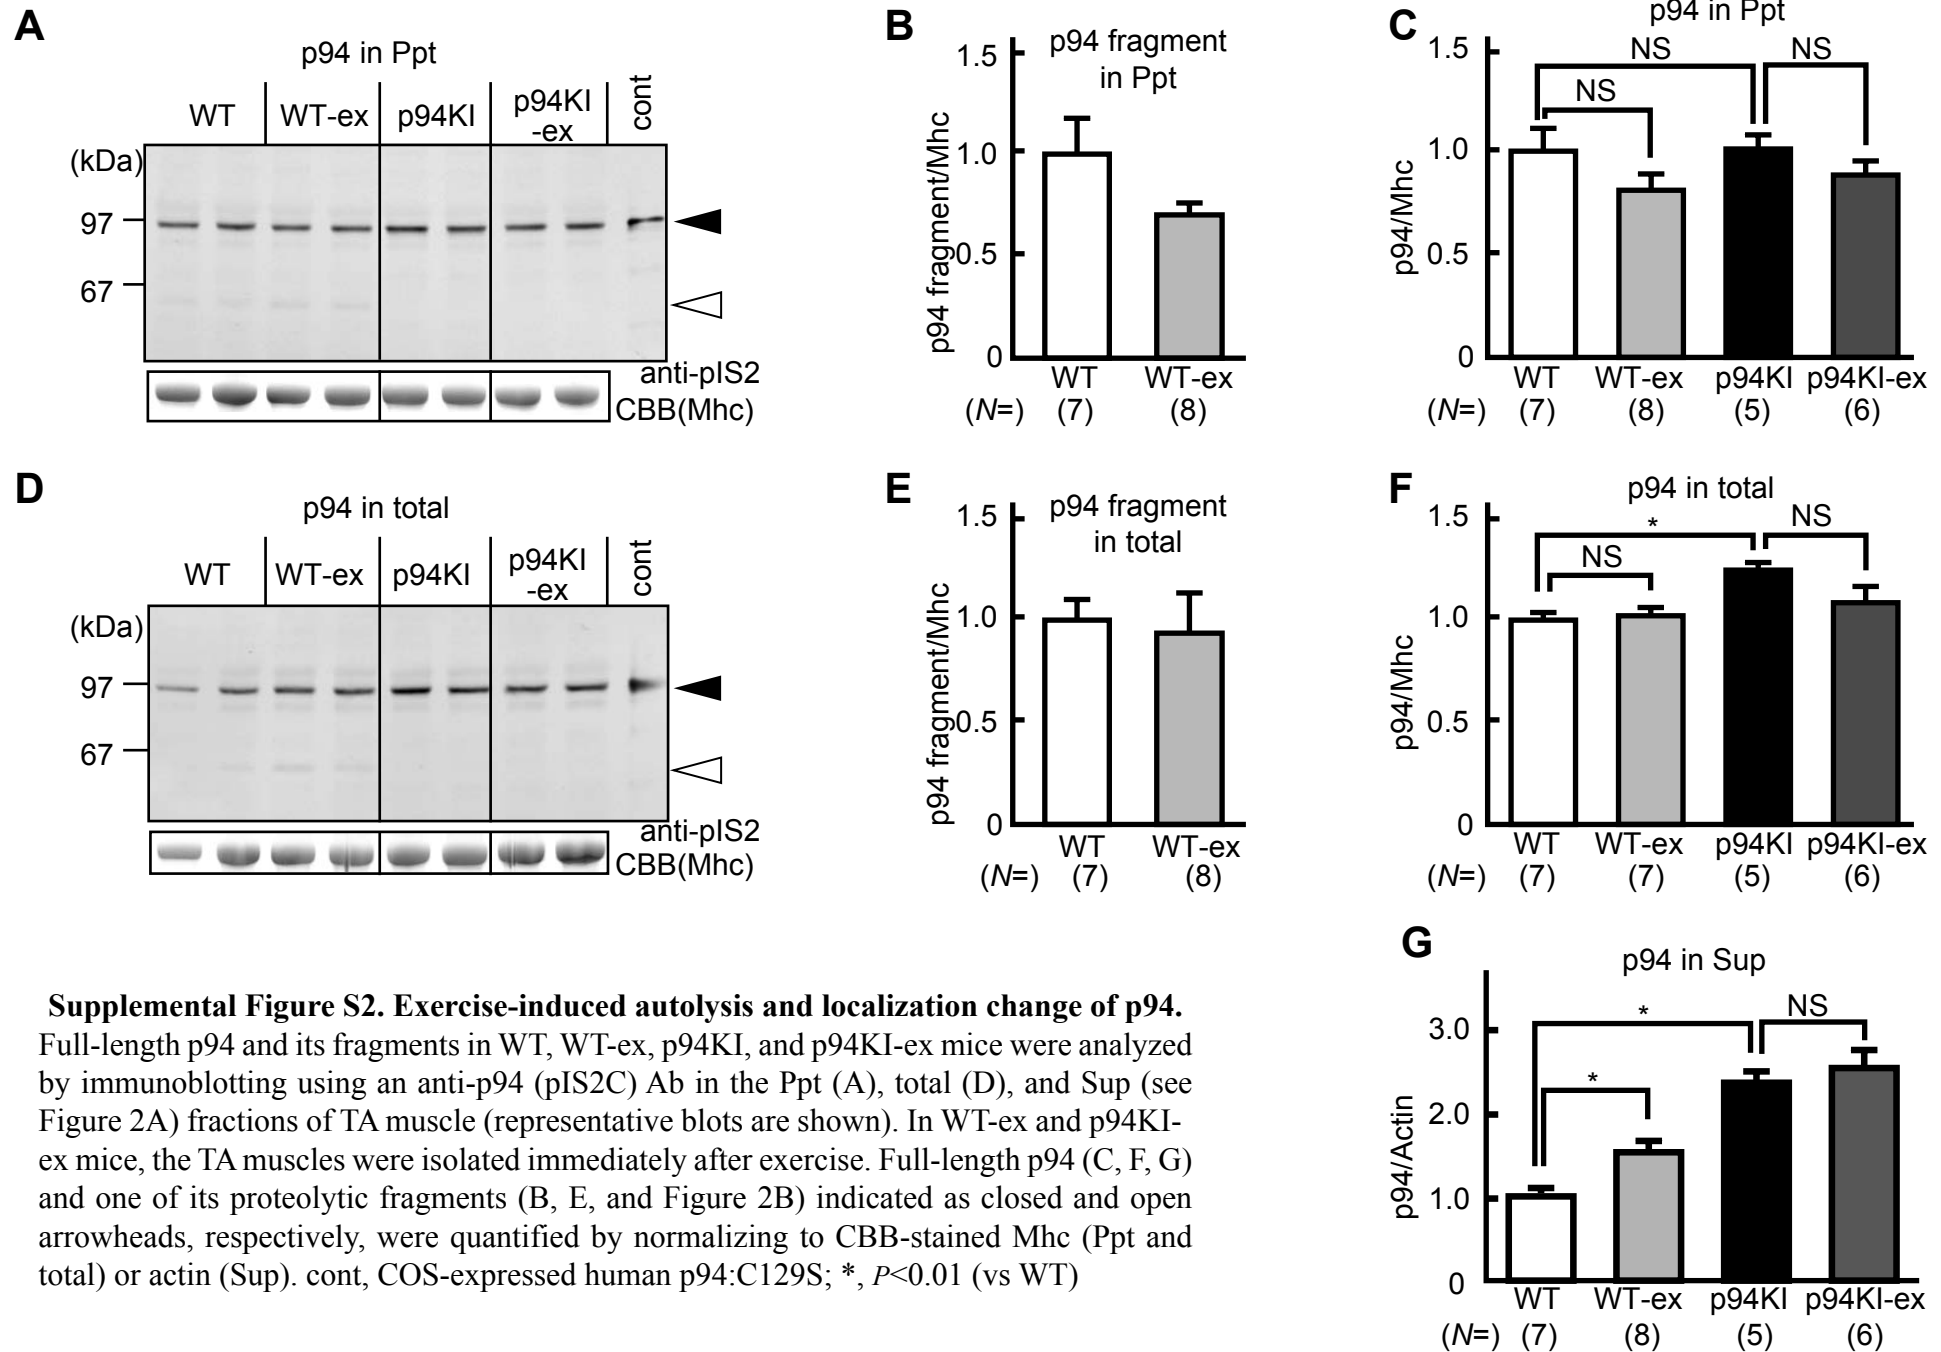 A
p94 in Ppt
WT
WT-ex
p94KI
p94KI
-ex
cont
(kDa)
97
67
anti-pIS2
CBB(Mhc)
B
p94 fragment
in Ppt
p94 fragment/Mhc
1.5
1.0
0.5
0
WT
WT-ex
(N=)
(7)
(8)
C
p94 in Ppt
p94/Mhc
1.5
1.0
0.5
0
NS
NS
NS
WT
WT-ex
p94KI
p94KI-ex
(N=)
(7)
(8)
(5)
(6)
D
p94 in total
WT
WT-ex
p94KI
p94KI
-ex
cont
(kDa)
97
67
anti-pIS2
CBB(Mhc)
E
p94 fragment
in total
p94 fragment/Mhc
1.5
1.0
0.5
0
WT
WT-ex
(N=)
(7)
(8)
F
p94 in total
p94/Mhc
1.5
1.0
0.5
0
*
NS
NS
WT
WT-ex
p94KI
p94KI-ex
(N=)
(7)
(7)
(5)
(6)
G
p94 in Sup
p94/Actin
3.0
2.0
1.0
0
*
NS
*
WT
WT-ex
p94KI
p94KI-ex
(N=)
(7)
(8)
(5)
(6)
Supplemental Figure S2. Exercise-induced autolysis and localization change of p94.
Full-length p94 and its fragments in WT, WT-ex, p94KI, and p94KI-ex mice were analyzed
by immunoblotting using an anti-p94 (pIS2C) Ab in the Ppt (A), total (D), and Sup (see
Figure 2A) fractions of TA muscle (representative blots are shown). In WT-ex and p94KI-
ex mice, the TA muscles were isolated immediately after exercise. Full-length p94 (C, F, G)
and one of its proteolytic fragments (B, E, and Figure 2B) indicated as closed and open
arrowheads, respectively, were quantified by normalizing to CBB-stained Mhc (Ppt and
total) or actin (Sup). cont, COS-expressed human p94:C129S; *, P<0.01 (vs WT)